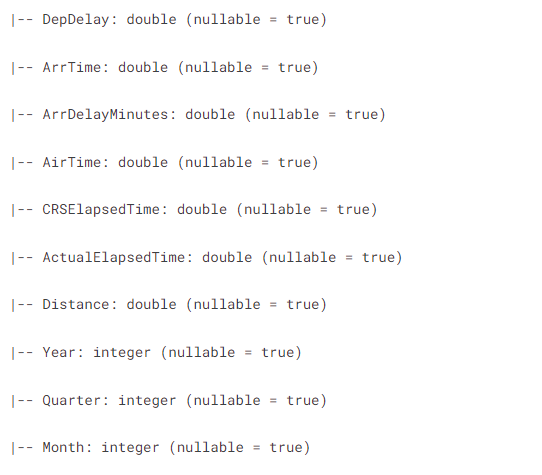 |-- DepDelay: double (nullable = true)
|-- ArrTime: double (nullable = true)
|-- ArrDelayMinutes: double (nullable = true)
|-- AirTime: double (nullable = true)
|-- CRSElapsedTime: double (nullable = true)
|-- ActualElapsedTime: double (nullable = true)
|-- Distance: double (nullable = true)
|-- Year: integer (nullable = true)
|-- Quarter: integer (nullable = true)
|-- Month: integer (nullable = true)